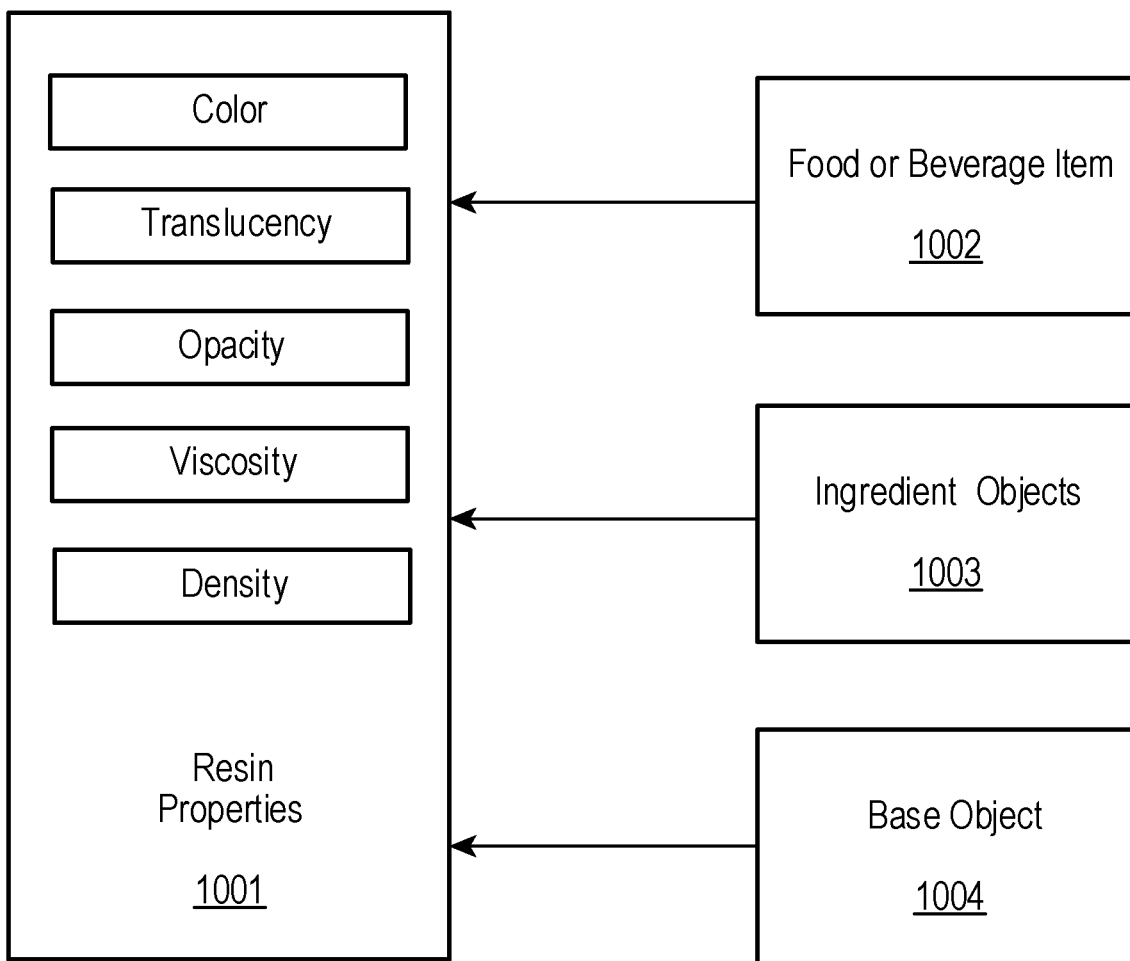 Color
Translucency
Opacity
Viscosity
Density
Resin
Properties
1001
Food or Beverage Item
1002
Ingredient Objects
1003
Base Object
1004